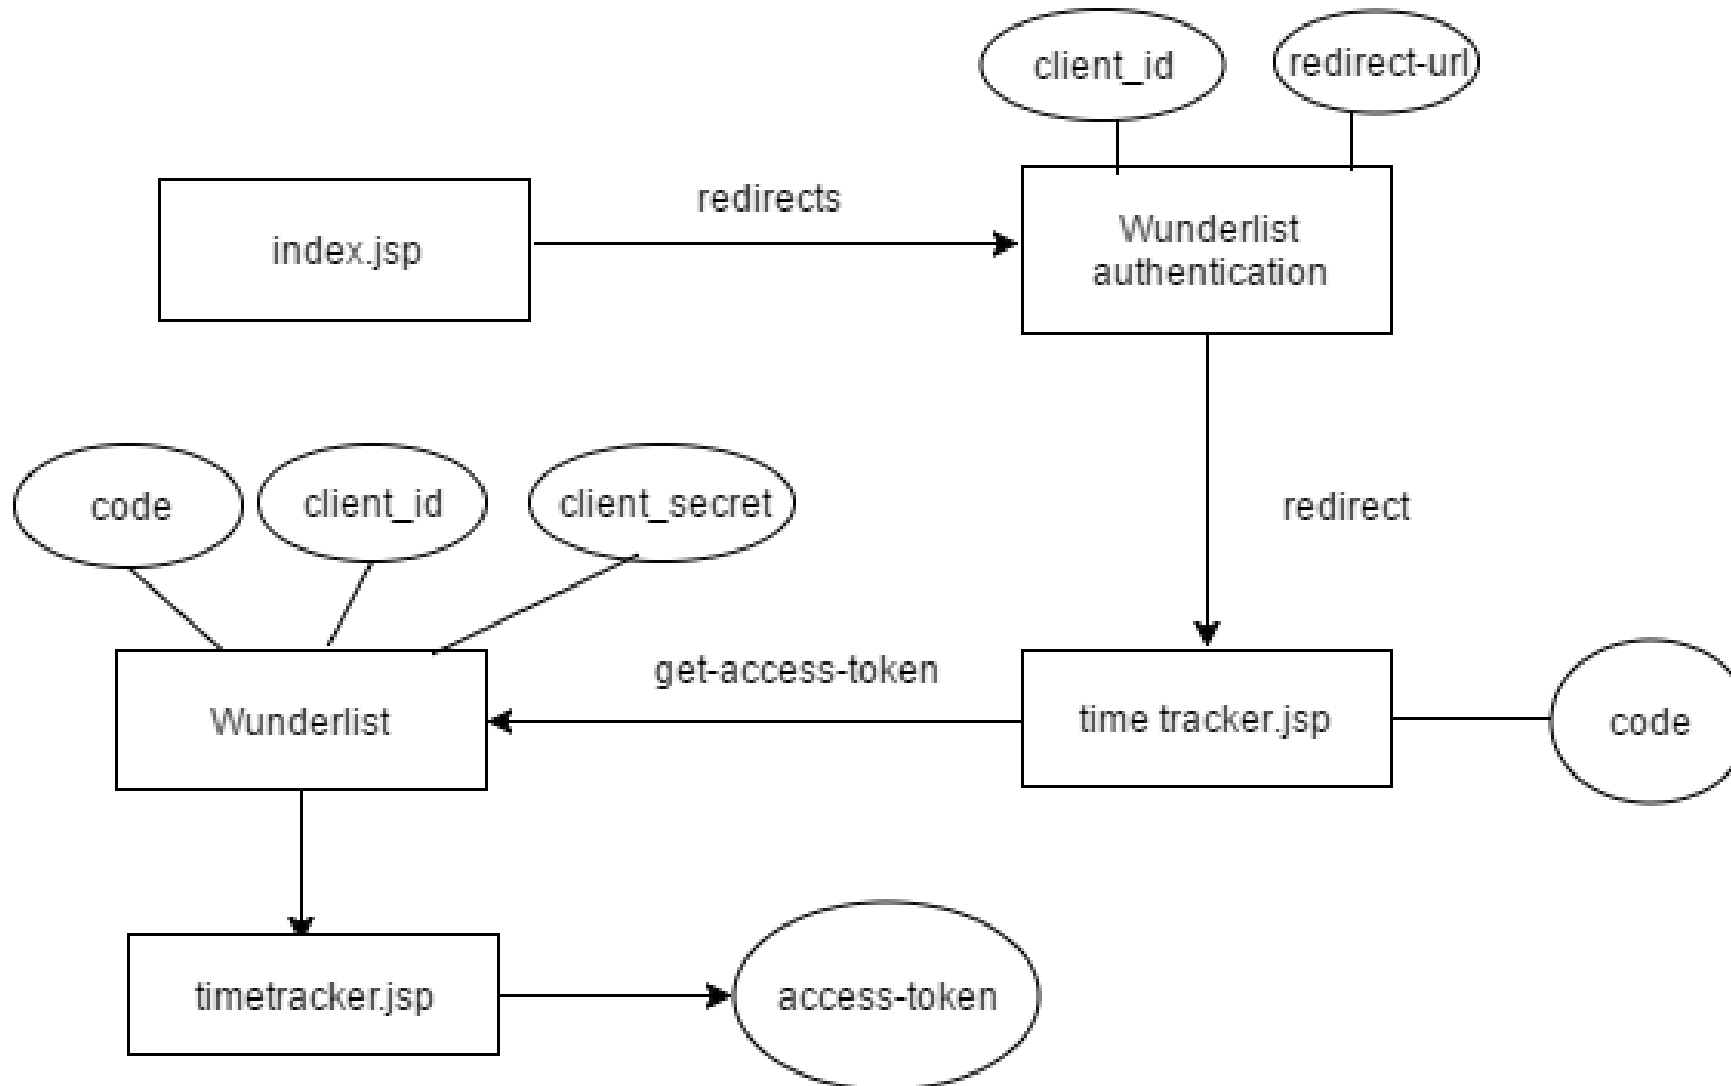 client_id
redirect-url
redirects
index.jsp
Wunderlist
authentication
code
client_id
client_secret
redirect
get-access-token
Wunderlist
time tracker.jsp
code
timetracker.jsp
access-token